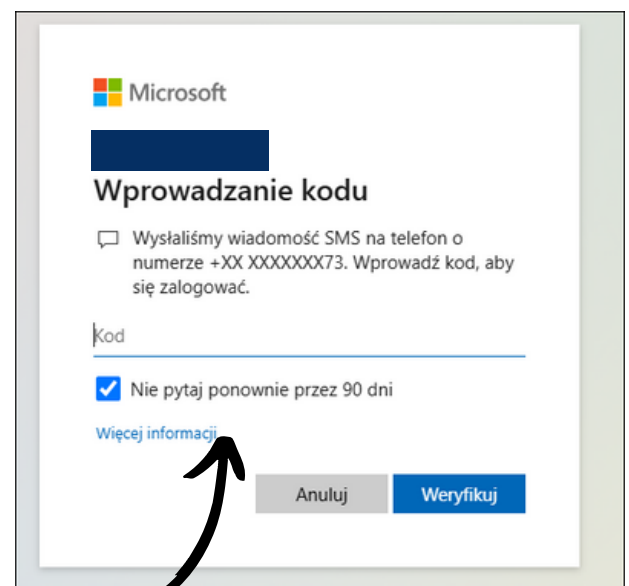 Microsoft
Wprowadzanie kodu
Wysłaliśmy wiadomość SMS na telefon o
numerze +XX XXXXXXX73. Wprowadź kod, aby
się zalogować.
Kod
Nie pytaj ponownie przez 90 dni
Więcej informacji
Anuluj
Weryfikuj